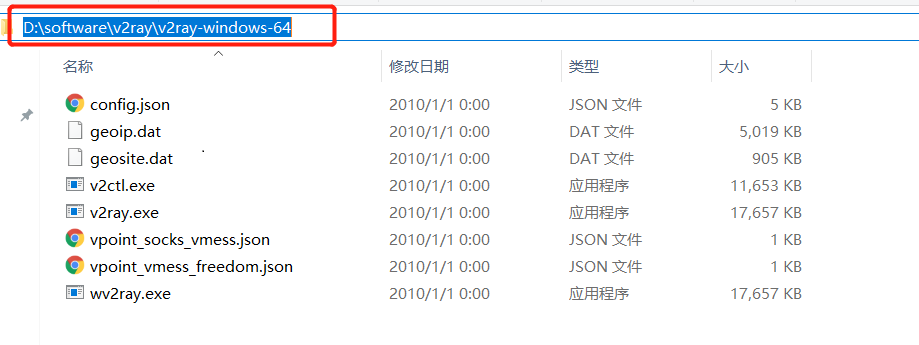 D:\software\v2ray\v2ray-windows-64
名称 修改日期 类型 大小
config.json 2010/1/1 0:00 JSON 文件 5 KB
geoip.dat 2010/1/1 0:00 DAT 文件 5,019 KB
geosite.dat 2010/1/1 0:00 DAT 文件 905 KB
v2ctl.exe 2010/1/1 0:00 应用程序 11,653 KB
v2ray.exe 2010/1/1 0:00 应用程序 17,657 KB
vpoint_socks_vmess.json 2010/1/1 0:00 JSON 文件 1 KB
vpoint_vmess_freedom.json 2010/1/1 0:00 JSON 文件 1 KB
wv2ray.exe 2010/1/1 0:00 应用程序 17,657 KB